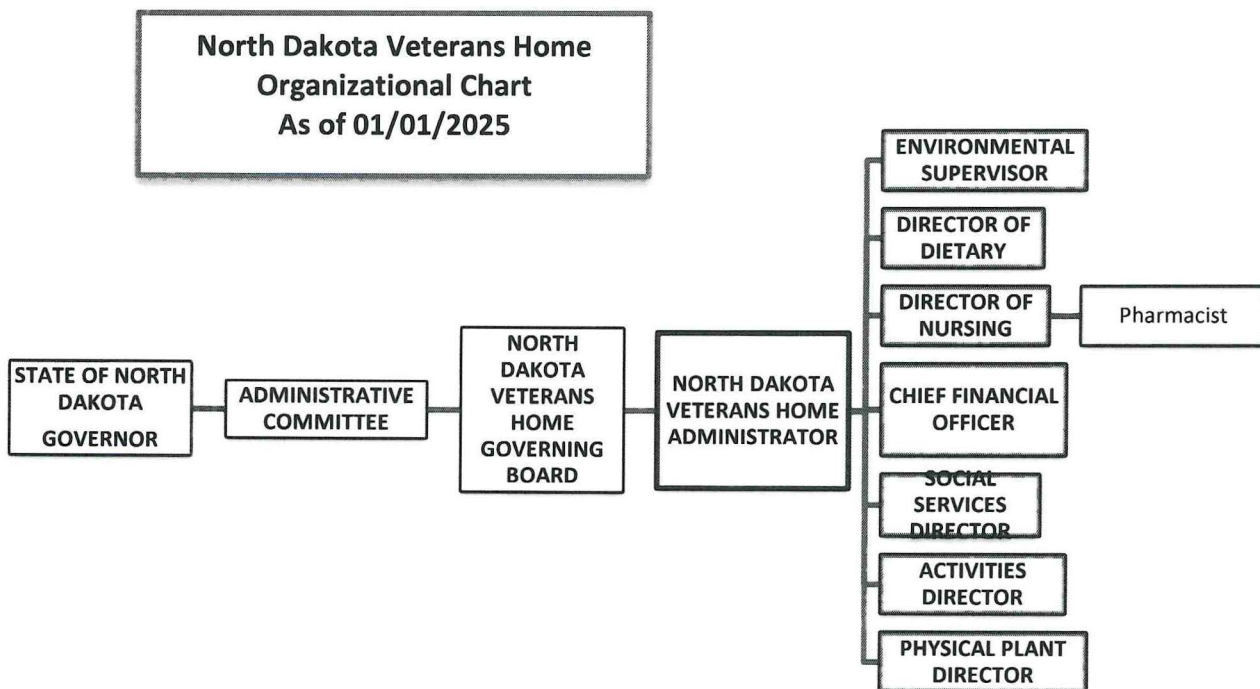 North Dakota Veterans Home
Organizational Chart
As of 01/01/2025
STATE OF NORTH
DAKOTA
GOVERNOR
ADMINISTRATIVE
COMMITTEE
NORTH
DAKOTA
VETERANS
HOME
GOVERNING
BOARD
NORTH DAKOTA
VETERANS HOME
ADMINISTRATOR
ENVIRONMENTAL
SUPERVISOR
DIRECTOR OF
DIETARY
DIRECTOR OF
NURSING
Pharmacist
CHIEF FINANCIAL
OFFICER
SOCIAL
SERVICES
DIRECTOR
ACTIVITIES
DIRECTOR
PHYSICAL PLANT
DIRECTOR